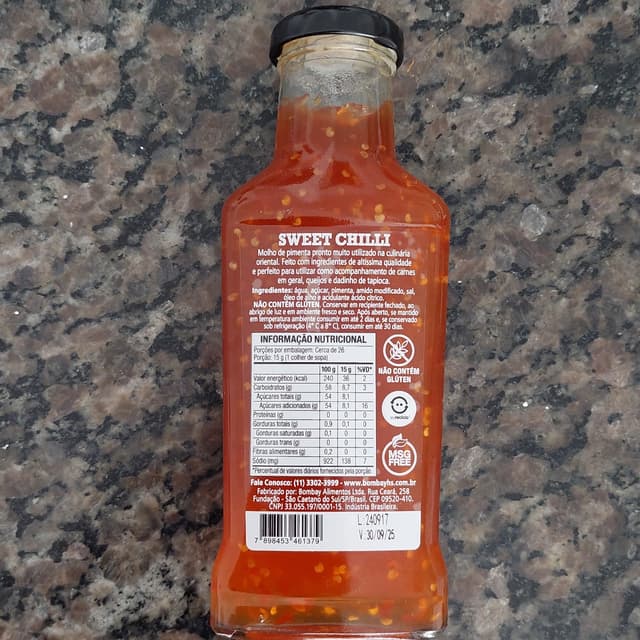 SWEET CHILLI
Molho de pimenta pronto muito utilizado na culinária
oriental. Feito com ingredientes de altíssima qualidade
e perfeito para utilizar como acompanhamento de carnes
em geral, queijos e dadinho de tapioca.
Ingredientes: água, açúcar, pimenta, amido modificado, sal,
óleo de alho e acidulante ácido cítrico.
NÃO CONTÉM GLÚTEN. Conservar em recipiente fechado, ao
abrigo de luz e em ambiente fresco e seco. Após aberto, se mantido
em temperatura ambiente consumir em até 2 dias e, se conservado
sob refrigeração (4° C a 8° C), consumir em até 30 dias.
INFORMAÇÃO NUTRICIONAL
Porções por embalagem: Cerca de 26
Porção: 15 g (1 colher de sopa)
100 g 15 g %VD*
Valor energético (kcal) 240 36 2
Carboidratos (g) 58 8,7 3
Açúcares totais (g) 54 8,1
Açúcares adicionados (g) 54 8,1 16
Proteínas (g) 0 0 0
Gorduras totais (g) 0,9 0,1 0
Gorduras saturadas (g) 0,1 0 0
Gorduras trans (g) 0 0 0
Fibras alimentares (g) 0,2 0 0
Sódio (mg) 922 138 7
*Percentual de valores diários fornecidos pela porção.
NÃO CONTÉM
GLÚTEN
eureciclo
MSG
FREE
Fale Conosco: (11) 3302-3999 - www.bombayhs.com.br
Fabricado por: Bombay Alimentos Ltda. Rua Ceará, 258
Fundação - São Caetano do Sul/SP/Brasil. CEP 09520-410.
CNPJ 33.055.197/0001-15. Indústria Brasileira.
L:240917
V:30/09/25
7 898453 461379